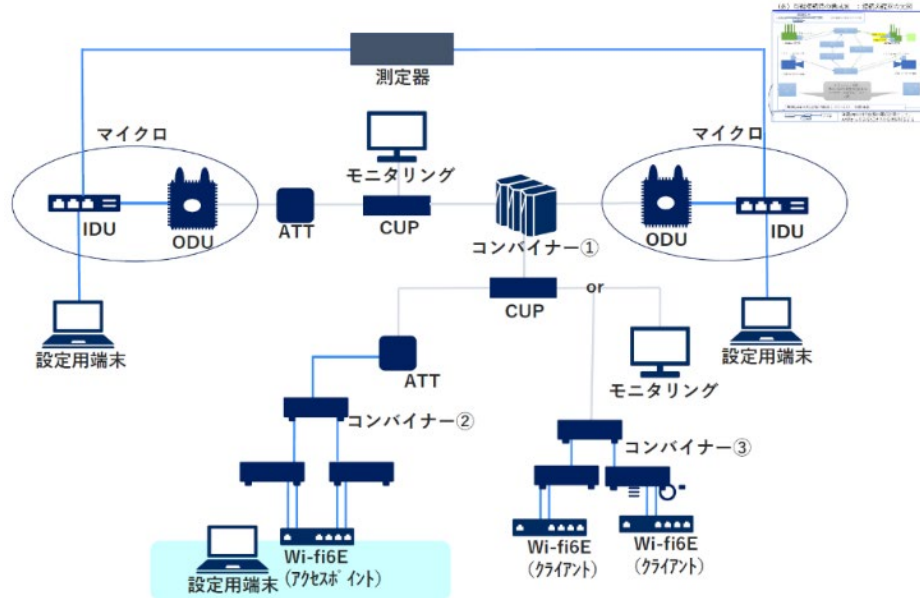 測定器
マイクロ
マイクロ
モニタリング
IDU
ODU
ATT
CUP
コンバイナー①
ODU
IDU
CUP
or
設定用端末
ATT
モニタリング
設定用端末
コンバイナー②
コンバイナー③
Wi-fi6E
(アクセスポイント)
設定用端末
Wi-fi6E
(クライアント)
Wi-fi6E
(クライアント)